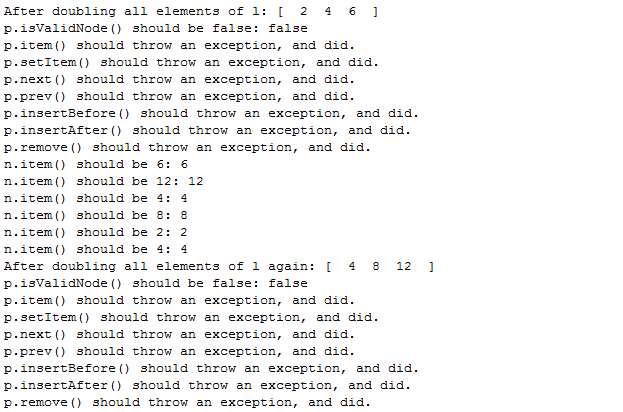 After doubling all elements of l: [  2  4  6  ]
p.isValidNode() should be false: false
p.item() should throw an exception, and did.
p.setItem() should throw an exception, and did.
p.next() should throw an exception, and did.
p.prev() should throw an exception, and did.
p.insertBefore() should throw an exception, and did.
p.insertAfter() should throw an exception, and did.
p.remove() should throw an exception, and did.
n.item() should be 6: 6
n.item() should be 12: 12
n.item() should be 4: 4
n.item() should be 8: 8
n.item() should be 2: 2
n.item() should be 4: 4
After doubling all elements of l again: [  4  8  12  ]
p.isValidNode() should be false: false
p.item() should throw an exception, and did.
p.setItem() should throw an exception, and did.
p.next() should throw an exception, and did.
p.prev() should throw an exception, and did.
p.insertBefore() should throw an exception, and did.
p.insertAfter() should throw an exception, and did.
p.remove() should throw an exception, and did.